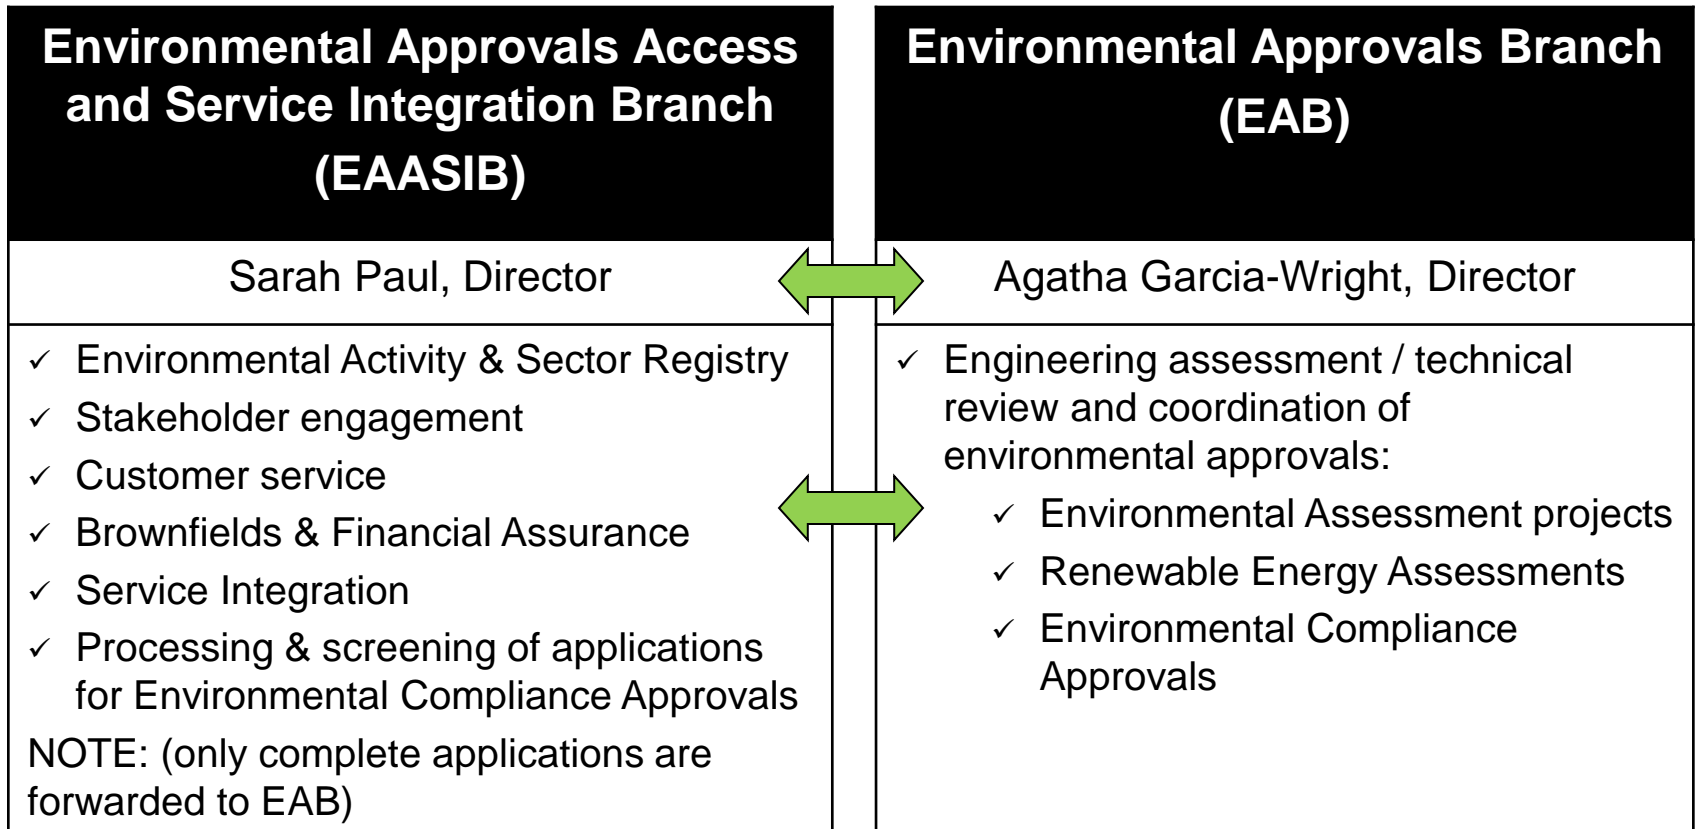 Environmental Approvals Access
and Service Integration Branch
(EAASIB)
Sarah Paul, Director
✓ Environmental Activity & Sector Registry
✓ Stakeholder engagement
✓ Customer service
✓ Brownfields & Financial Assurance
✓ Service Integration
✓ Processing & screening of applications
for Environmental Compliance Approvals
NOTE: (only complete applications are
forwarded to EAB)
Environmental Approvals Branch
(EAB)
Agatha Garcia-Wright, Director
✓ Engineering assessment / technical
review and coordination of
environmental approvals:
✓ Environmental Assessment projects
✓ Renewable Energy Assessments
✓ Environmental Compliance
Approvals